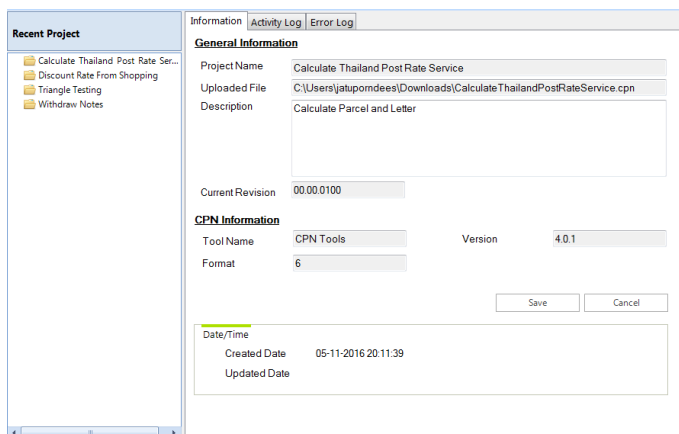 Recent Project
Calculate Thailand Post Rate Ser...
Discount Rate From Shopping
Triangle Testing
Withdraw Notes
Information Activity Log Error Log
General Information
Project Name Calculate Thailand Post Rate Service
Uploaded File C:\Users\jatuporndees\Downloads\CalculateThailandPostRateService.cpn
Description Calculate Parcel and Letter
Current Revision 00.00.0100
CPN Information
Tool Name CPN Tools Version 4.0.1
Format 6
Save Cancel
Date/Time
Created Date 05-11-2016 20:11:39
Updated Date